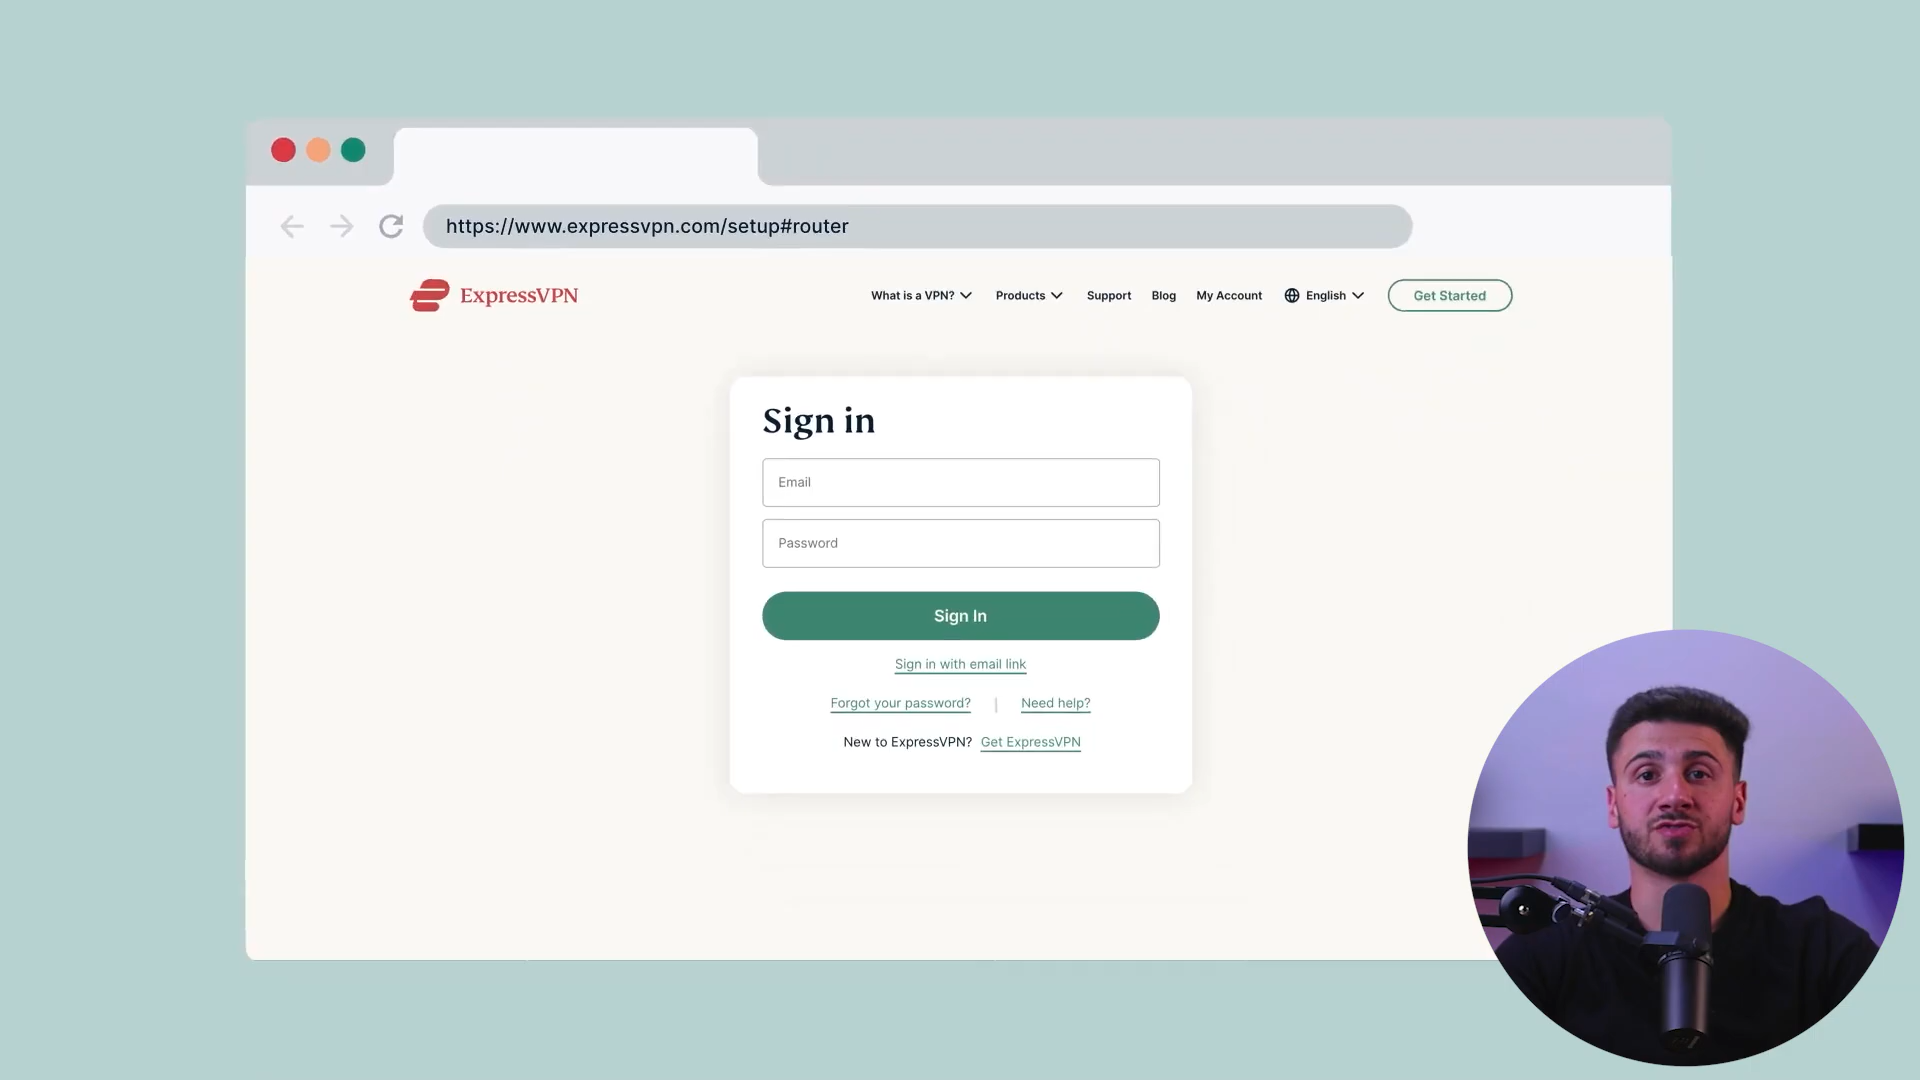 https://www.expressvpn.com/setup#router
ExpressVPN
What is a VPN?
Products
Support
Blog
My Account
English
Get Started
Sign in
Email
Password
Sign In
Sign in with email link
Forgot your password? | Need help?
New to ExpressVPN? Get ExpressVPN